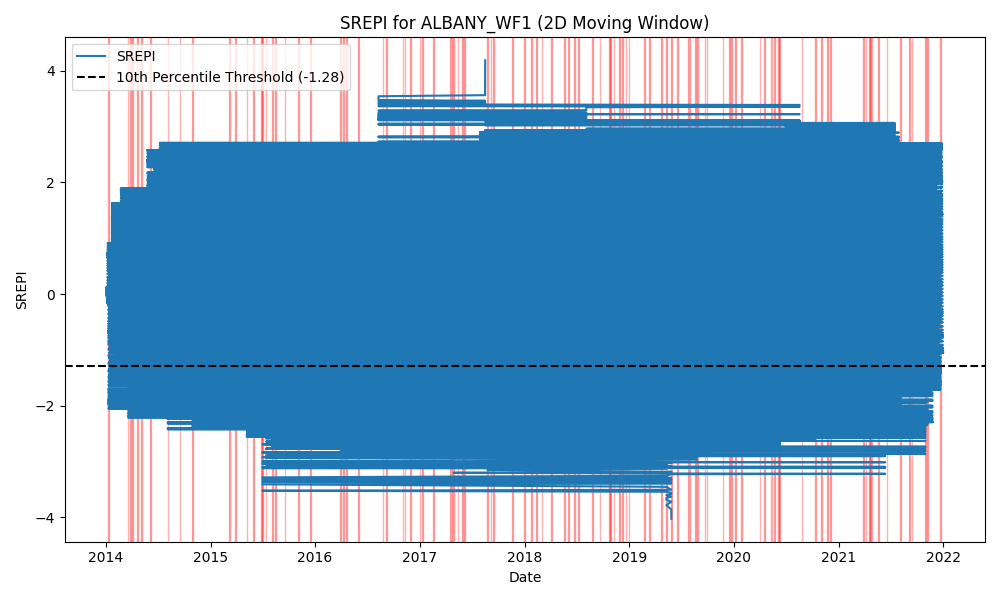 SREPI for ALBANY_WF1 (2D Moving Window)
SREPI
10th Percentile Threshold (-1.28)
SREPI
4
2
0
−2
−4
2014 2015 2016 2017 2018 2019 2020 2021 2022
Date